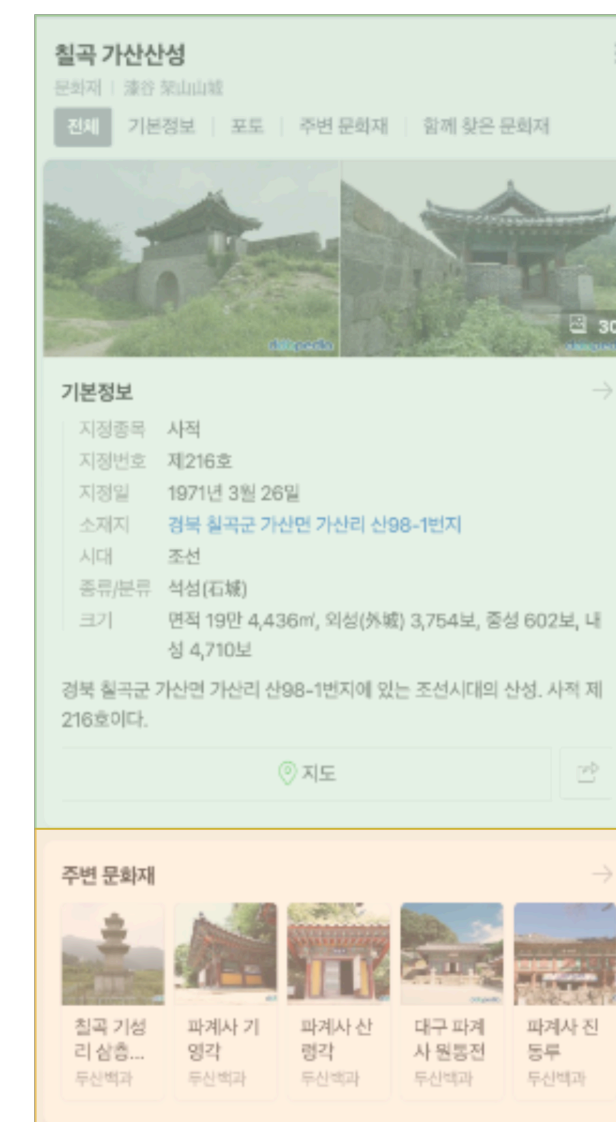 칠곡 가산산성
문화재 | 漆谷 架山山城
전체 기본정보 | 포토 | 주변 문화재 | 함께 찾은 문화재
30
기본정보
지정종목 사적
지정번호 제216호
지정일 1971년 3월 26일
소재지 경북 칠곡군 가산면 가산리 산98-1번지
시대 조선
종류/분류 석성(石城)
크기 면적 19만 4,436㎡, 외성(外城) 3,754보, 중성 602보, 내
성 4,710보
경북 칠곡군 가산면 가산리 산98-1번지에 있는 조선시대의 산성. 사적 제
216호이다.
지도
주변 문화재
칠곡 기성 파계사 기 파계사 산 대구 파계 파계사 진
리 삼층... 영각 령각 사 원통전 동루
두산백과 두산백과 두산백과 두산백과 두산백과